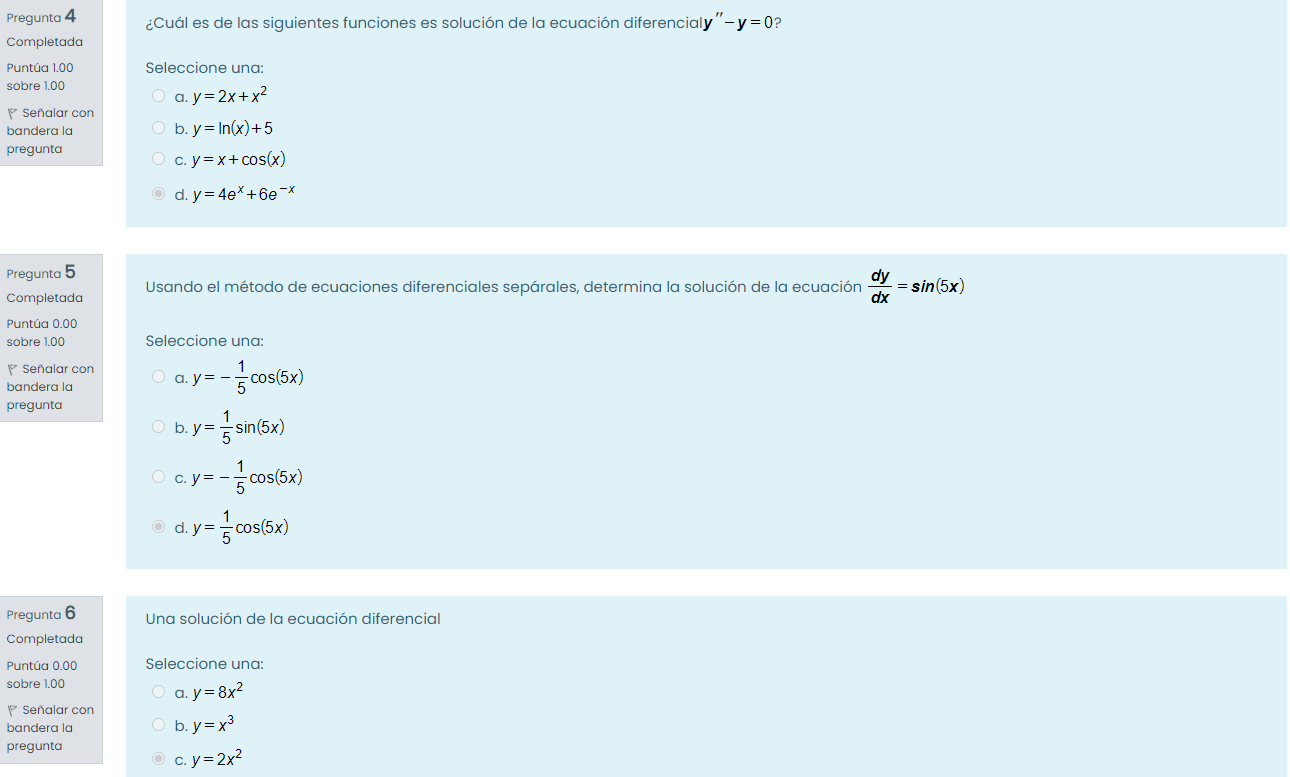 Pregunta 4
Completada
Puntúa 1.00
sobre 1.00
Señalar con
bandera la
pregunta
¿Cuál es de las siguientes funciones es solución de la ecuación diferencial y′′−y=0?
Seleccione una:
a. y=2x+x²
b. y=ln(x)+5
c. y=x+cos(x)
d. y=4eˣ+6e⁻ˣ
Pregunta 5
Completada
Puntúa 0.00
sobre 1.00
Señalar con
bandera la
pregunta
Usando el método de ecuaciones diferenciales sepárales, determina la solución de la ecuación dy/dx = sin(5x)
Seleccione una:
a. y=−1/5 cos(5x)
b. y=1/5 sin(5x)
c. y=−1/5 cos(5x)
d. y=1/5 cos(5x)
Pregunta 6
Completada
Puntúa 0.00
sobre 1.00
Señalar con
bandera la
pregunta
Una solución de la ecuación diferencial
Seleccione una:
a. y=8x²
b. y=x³
c. y=2x²